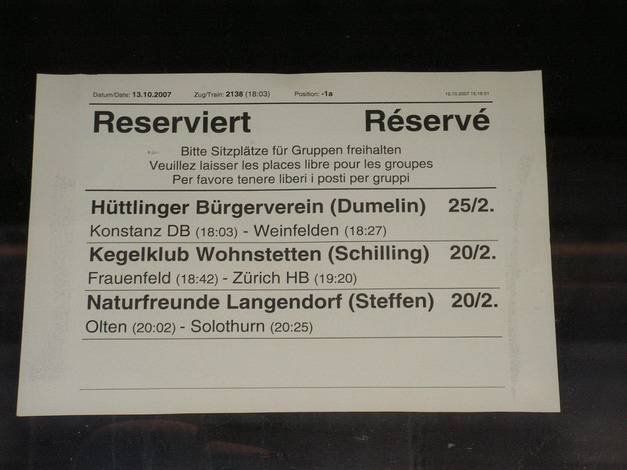 Datum/Date: 13.10.2007 Zug/Train: 2138 (18:03) Position: -1a
Reserviert Réservé
Bitte Sitzplätze für Gruppen freihalten
Veuillez laisser les places libre pour les groupes
Per favore tenere liberi i posti per gruppi
Hüttlinger Bürgerverein (Dumelin) 25/2.
Konstanz DB (18:03) - Weinfelden (18:27)
Kegelklub Wohnstetten (Schilling) 20/2.
Frauenfeld (18:42) - Zürich HB (19:20)
Naturfreunde Langendorf (Steffen) 20/2.
Olten (20:02) - Solothurn (20:25)